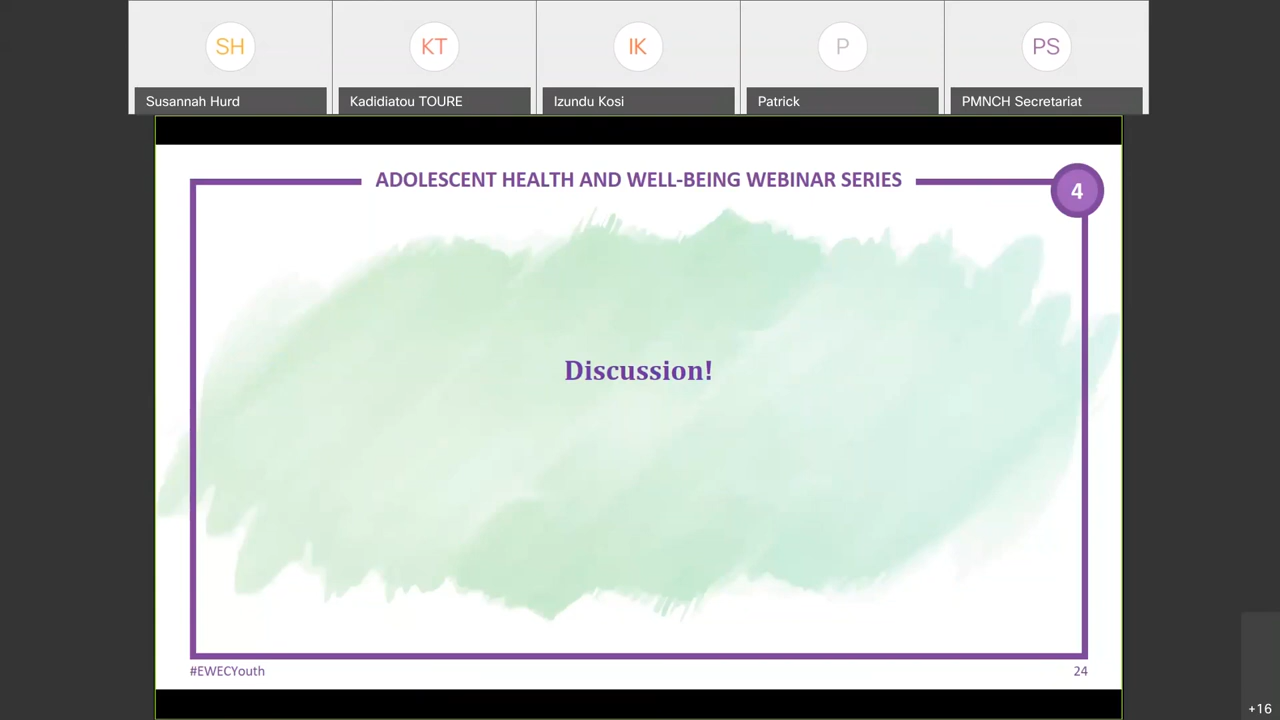 SH
KT
IK
P
PS
Susannah Hurd
Kadidiatou TOURE
Izundu Kosi
Patrick
PMNCH Secretariat
ADOLESCENT HEALTH AND WELL-BEING WEBINAR SERIES
4
Discussion!
#EWECYouth
24
+16